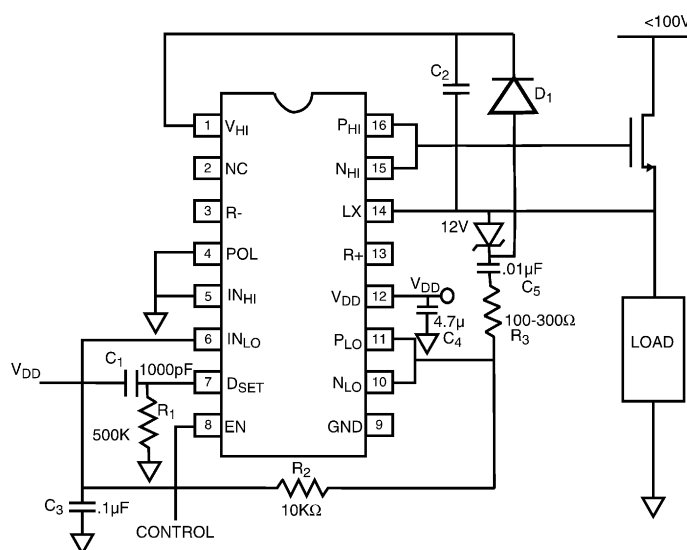 <100V
C2
D1
1 VHI PHI 16
2 NC NHI 15
3 R- LX 14
12V
4 POL R+ 13
.01µF
C5
5 INHI VDD 12 VDD
4.7µ
C4
100-300Ω
R3
6 INLO PLO 11
LOAD
VDD C1 1000pF
7 DSET NLO 10
R1
500K
8 EN GND 9
R2
10KΩ
C3 .1µF
CONTROL